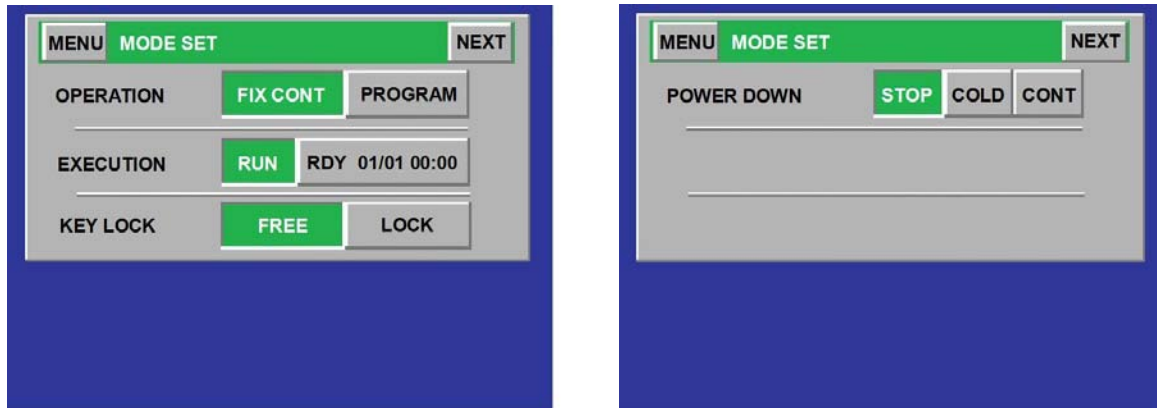 MENU MODE SET NEXT
OPERATION FIX CONT PROGRAM
EXECUTION RUN RDY 01/01 00:00
KEY LOCK FREE LOCK
MENU MODE SET NEXT
POWER DOWN STOP COLD CONT